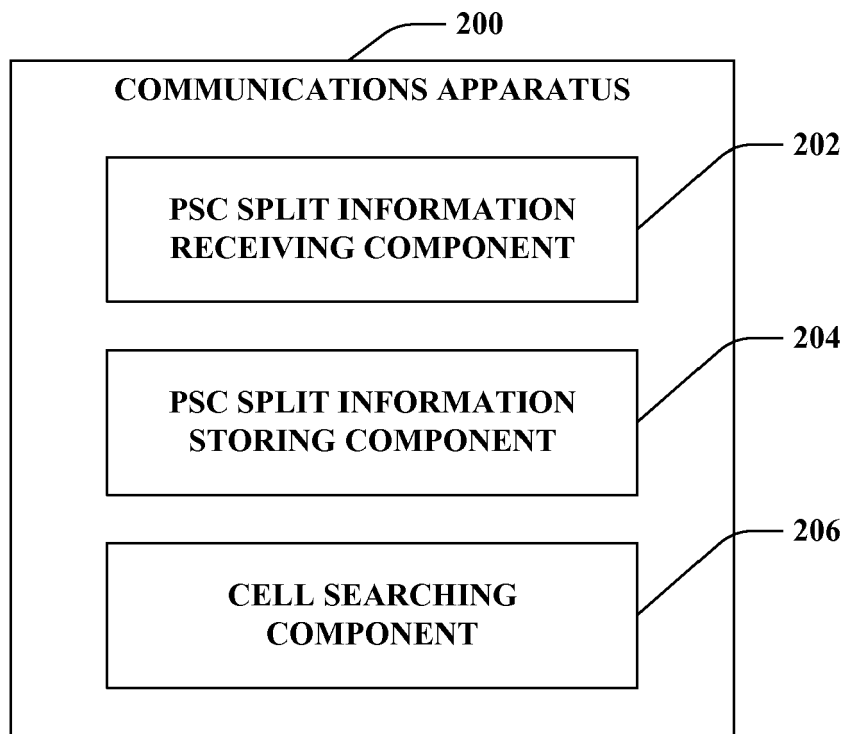 200
COMMUNICATIONS APPARATUS
202
PSC SPLIT INFORMATION
RECEIVING COMPONENT
204
PSC SPLIT INFORMATION
STORING COMPONENT
206
CELL SEARCHING
COMPONENT